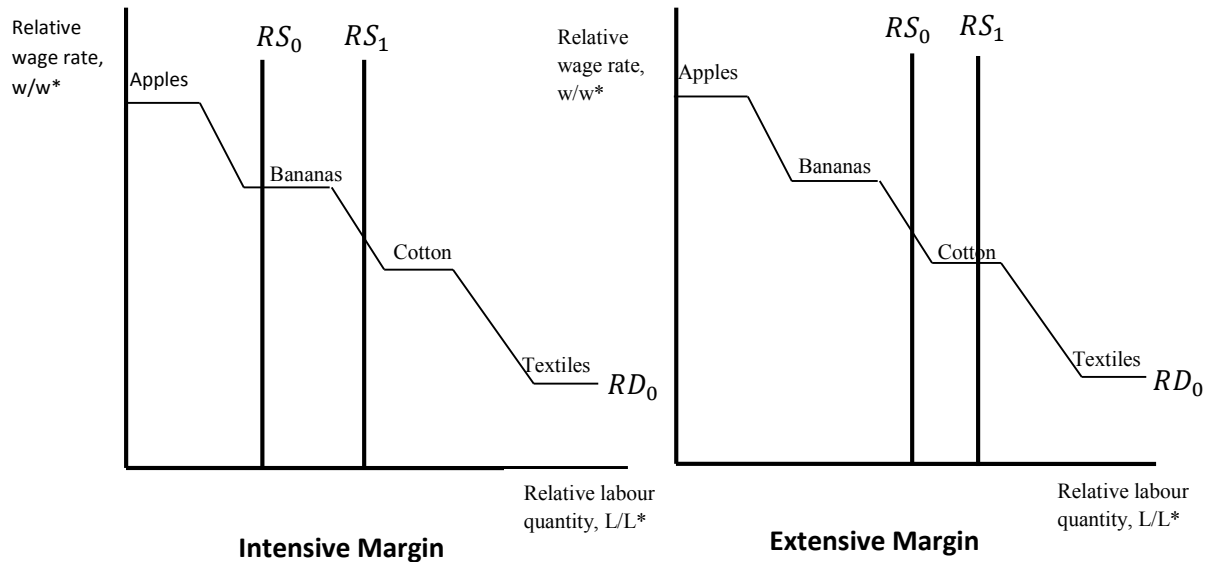 Relative
wage rate,
w/w*
RS₀
RS₁
Apples
Bananas
Cotton
Textiles
RD₀
Relative labour
quantity, L/L*
Intensive Margin
Relative
wage rate,
w/w*
RS₀
RS₁
Apples
Bananas
Cotton
Textiles
RD₀
Relative labour
quantity, L/L*
Extensive Margin